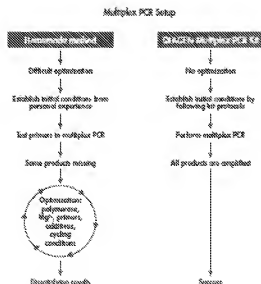 Multiplex PCR Setup
Homemade method
Difficult optimization
Establish initial conditions from
personal experience
Test primers in multiplex PCR
Some products missing
Optimization:
polymerase,
primers,
additives,
cycling
conditions
QIAGEN Multiplex PCR Kit
No optimization
Establish initial conditions by
following kit protocols
Perform multiplex PCR
All products are amplified
Success